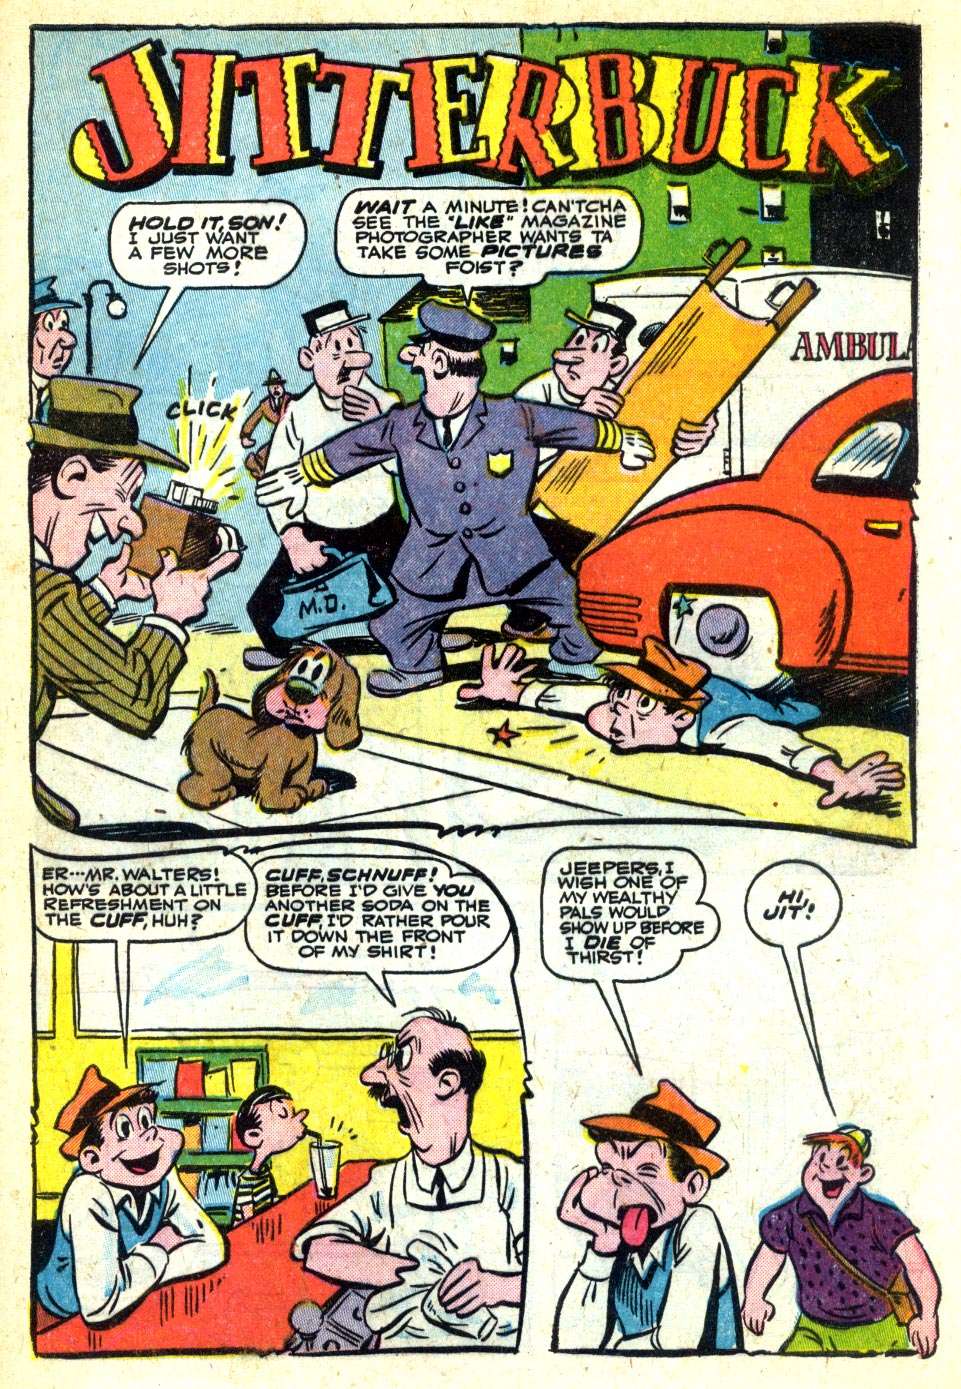 JITTERBUCK
HOLD IT, SON!
I JUST WANT
A FEW MORE
SHOTS!
WAIT A MINUTE! CAN'TCHA
SEE THE "LIKE" MAGAZINE
PHOTOGRAPHER WANTS TA
TAKE SOME PICTURES
FOIST?
CLICK
AMBULA
M.D.
ER---MR. WALTERS!
HOW'S ABOUT A LITTLE
REFRESHMENT ON
THE CUFF, HUH?
CUFF, SCHNUFF!
BEFORE I'D GIVE YOU
ANOTHER SODA ON THE
CUFF, I'D RATHER POUR
IT DOWN THE FRONT
OF MY SHIRT!
JEEPERS, I
WISH ONE OF
MY WEALTHY
PALS WOULD
SHOW UP BEFORE
I DIE OF
THIRST!
HI,
JIT!